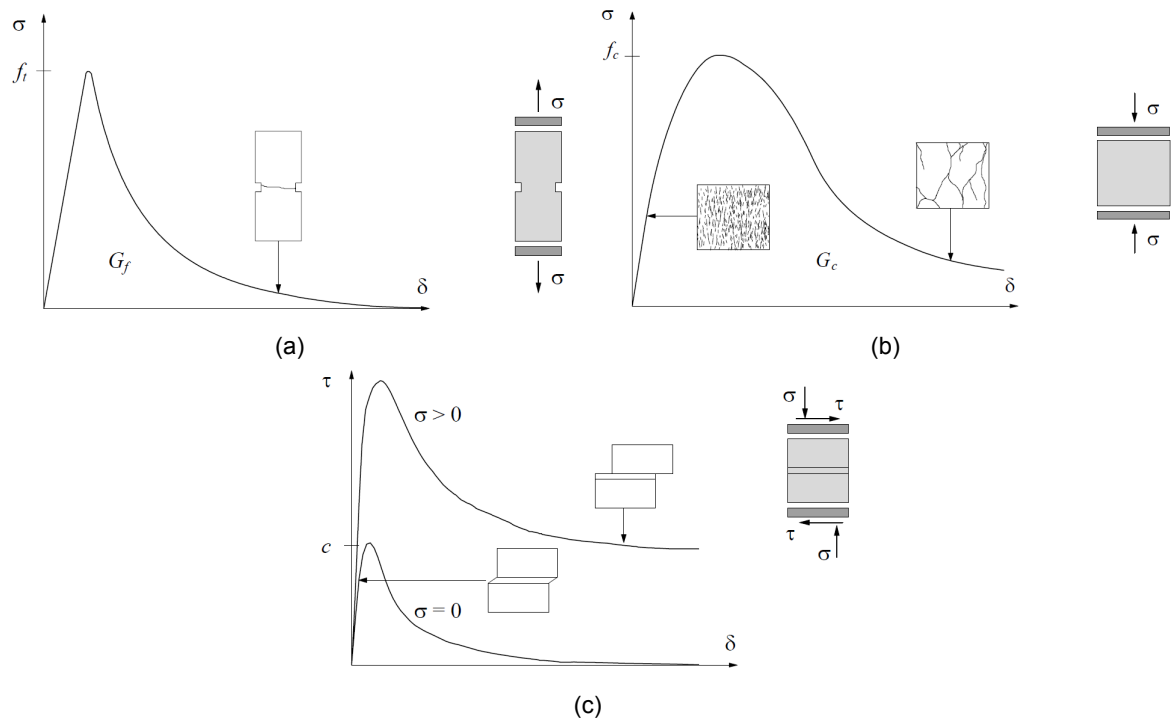 σ
f_t
G_f
δ
σ
σ
(a)
σ
f_c
G_c
δ
σ
σ
(b)
τ
σ > 0
c
σ = 0
δ
σ
τ
τ
σ
(c)